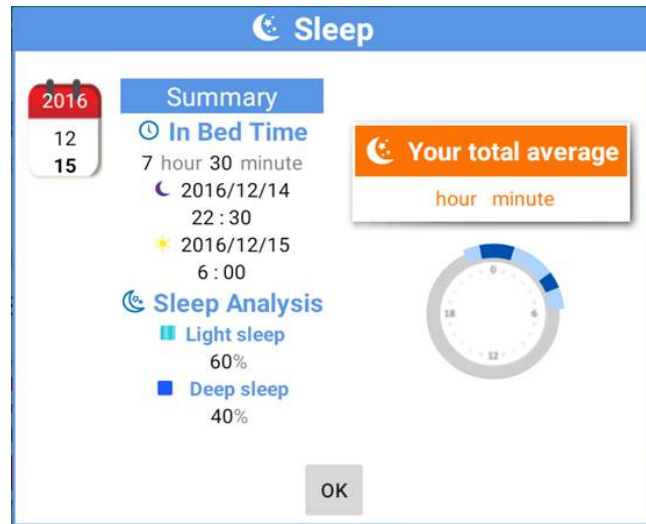 Sleep
2016
12
15
Summary
In Bed Time
7 hour 30 minute
2016/12/14
22 : 30
2016/12/15
6 : 00
Sleep Analysis
Light sleep
60%
Deep sleep
40%
Your total average
hour minute
0
18
6
12
OK